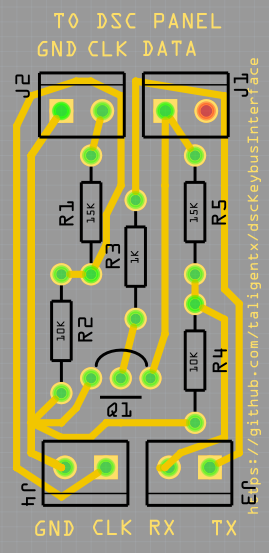 TO DSC PANEL
GND CLK DATA
J2
J1
R1
15K
R3
1K
15K
R5
R2
10K
10K
R4
Q1
J4
J3
GND CLK RX TX
https://github.com/taligentx/dscKeybusInterface